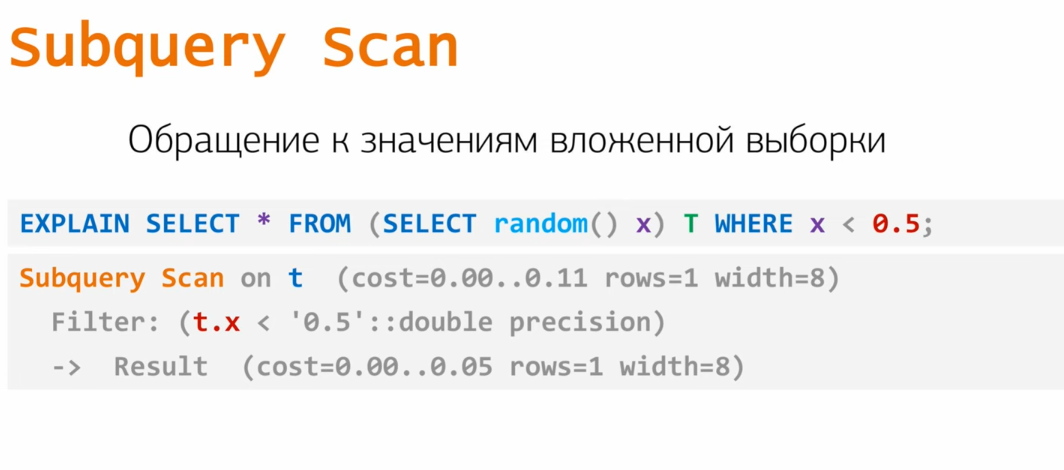 Subquery Scan
Обращение к значениям вложенной выборки
EXPLAIN SELECT * FROM (SELECT random() x) T WHERE x < 0.5;
Subquery Scan on t  (cost=0.00..0.11 rows=1 width=8)
  Filter: (t.x < '0.5'::double precision)
  ->  Result  (cost=0.00..0.05 rows=1 width=8)